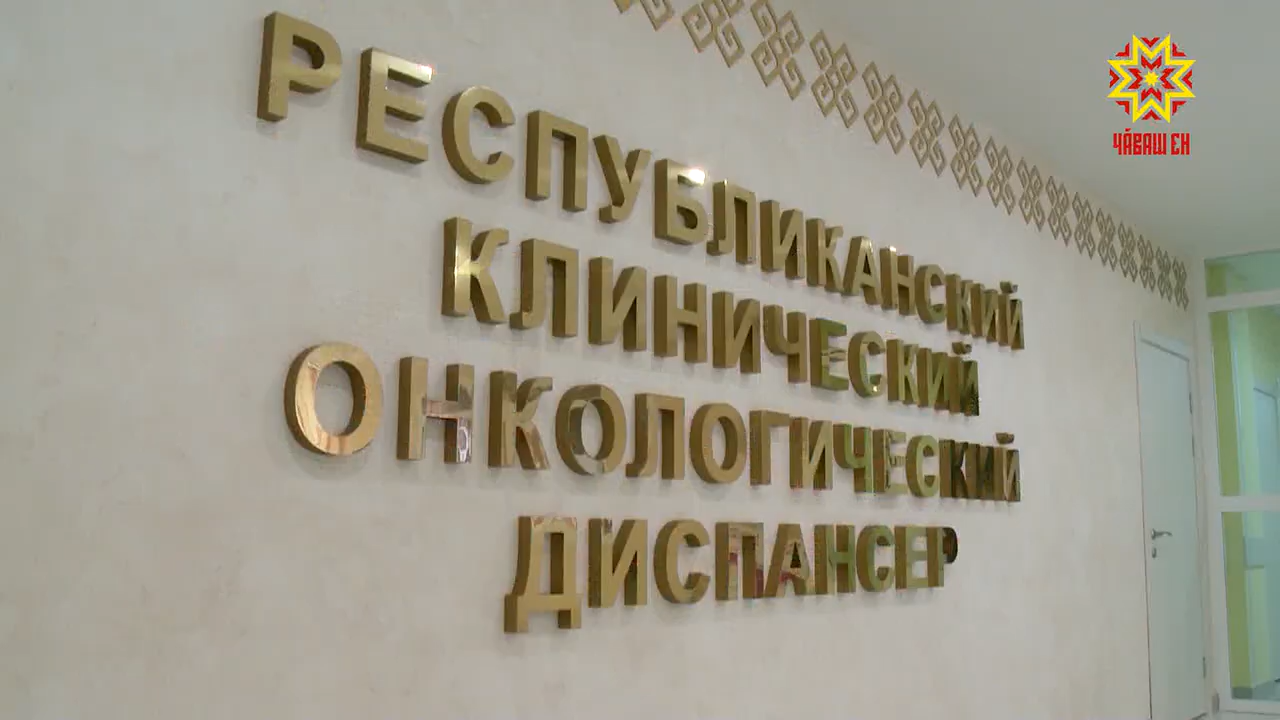 РЕСПУБЛИКАНСКИЙ
КЛИНИЧЕСКИЙ
ОНКОЛОГИЧЕСКИЙ
ДИСПАНСЕР
ЧӐВАШ ЕН